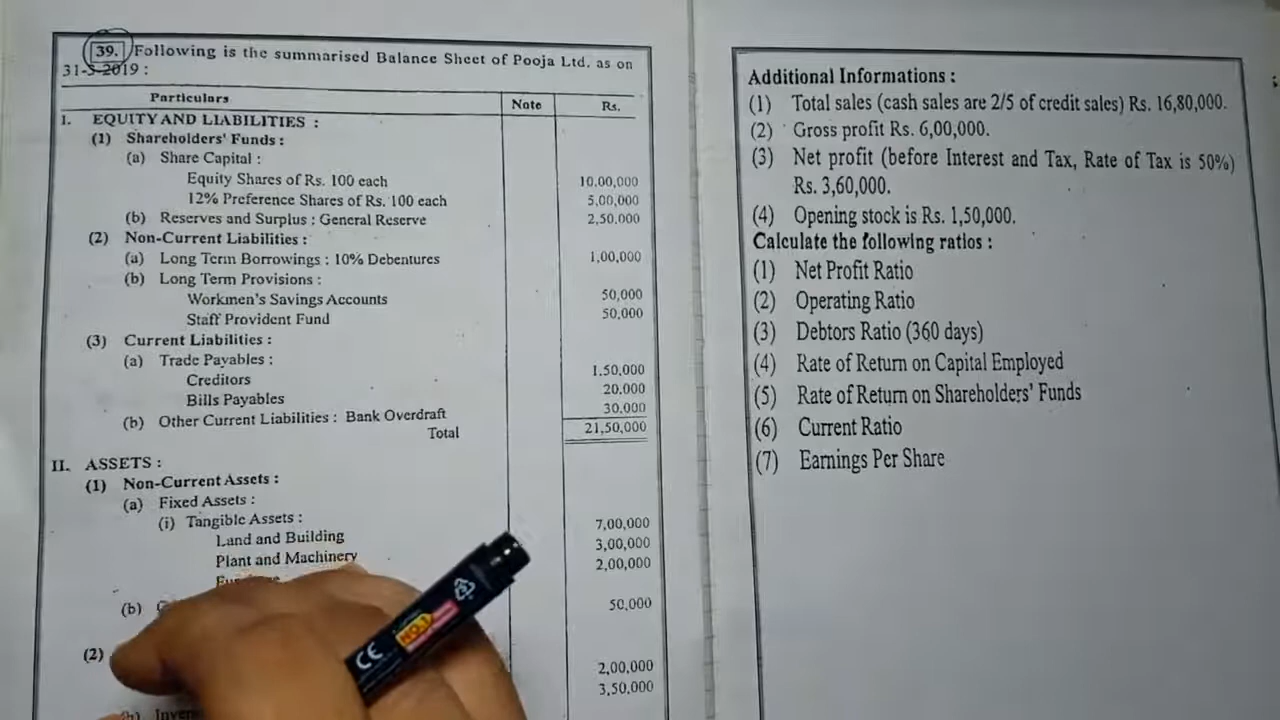 39. Following is the summarised Balance Sheet of Pooja Ltd. as on
31-3-2019 :
Particulars Note Rs.
I. EQUITY AND LIABILITIES :
(1) Shareholders' Funds :
(a) Share Capital :
Equity Shares of Rs. 100 each 10,00,000
12% Preference Shares of Rs. 100 each 5,00,000
(b) Reserves and Surplus : General Reserve 2,50,000
(2) Non-Current Liabilities :
(a) Long Term Borrowings : 10% Debentures 1,00,000
(b) Long Term Provisions :
Workmen's Savings Accounts 50,000
Staff Provident Fund 50,000
(3) Current Liabilities :
(a) Trade Payables :
Creditors 1,50,000
Bills Payables 20,000
(b) Other Current Liabilities : Bank Overdraft 30,000
Total 21,50,000
II. ASSETS :
(1) Non-Current Assets :
(a) Fixed Assets :
(i) Tangible Assets :
Land and Building 7,00,000
Plant and Machinery 3,00,000
2,00,000
(b) 50,000
(2)
2,00,000
3,50,000
(b)
Additional Informations :
(1) Total sales (cash sales are 2/5 of credit sales) Rs. 16,80,000.
(2) Gross profit Rs. 6,00,000.
(3) Net profit (before Interest and Tax, Rate of Tax is 50%)
Rs. 3,60,000.
(4) Opening stock is Rs. 1,50,000.
Calculate the following ratios :
(1) Net Profit Ratio
(2) Operating Ratio
(3) Debtors Ratio (360 days)
(4) Rate of Return on Capital Employed
(5) Rate of Return on Shareholders' Funds
(6) Current Ratio
(7) Earnings Per Share
CE
NO.1